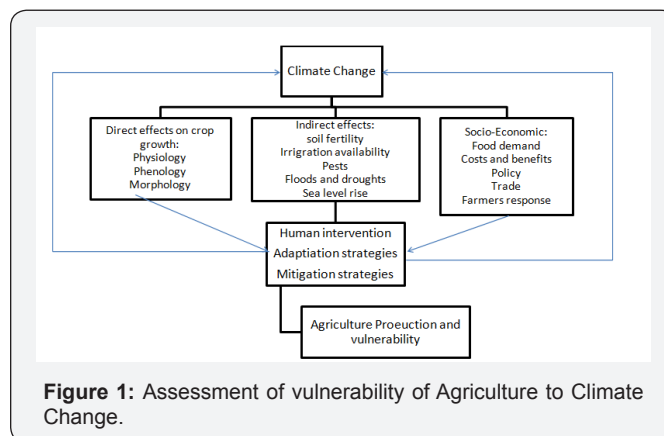 Climate Change
Direct effects on crop
growth:
Physiology
Phenology
Morphology
Indirect effects:
soil fertility
Irrigration availability
Pests
Floods and droughts
Sea level rise
Socio-Economic:
Food demand
Costs and benefits
Policy
Trade
Farmers response
Human intervention
Adaptiation strategies
Mitigation strategies
Agriculture Proeuction and
vulnerability
Figure 1: Assessment of vulnerability of Agriculture to Climate
Change.